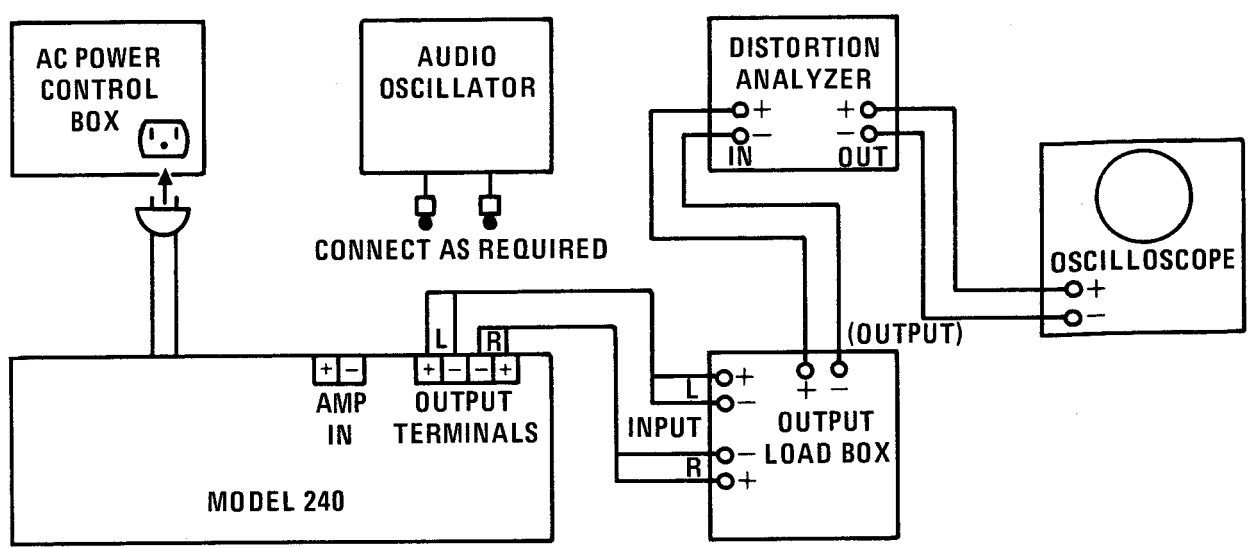 AC POWER
CONTROL
BOX
AUDIO
OSCILLATOR
CONNECT AS REQUIRED
DISTORTION
ANALYZER
+ +
− −
IN OUT
OSCILLOSCOPE
+
−
L R
+ − − +
+ −
AMP
IN
OUTPUT
TERMINALS
MODEL 240
(OUTPUT)
+ −
L
+
−
INPUT
R
−
+
OUTPUT
LOAD BOX